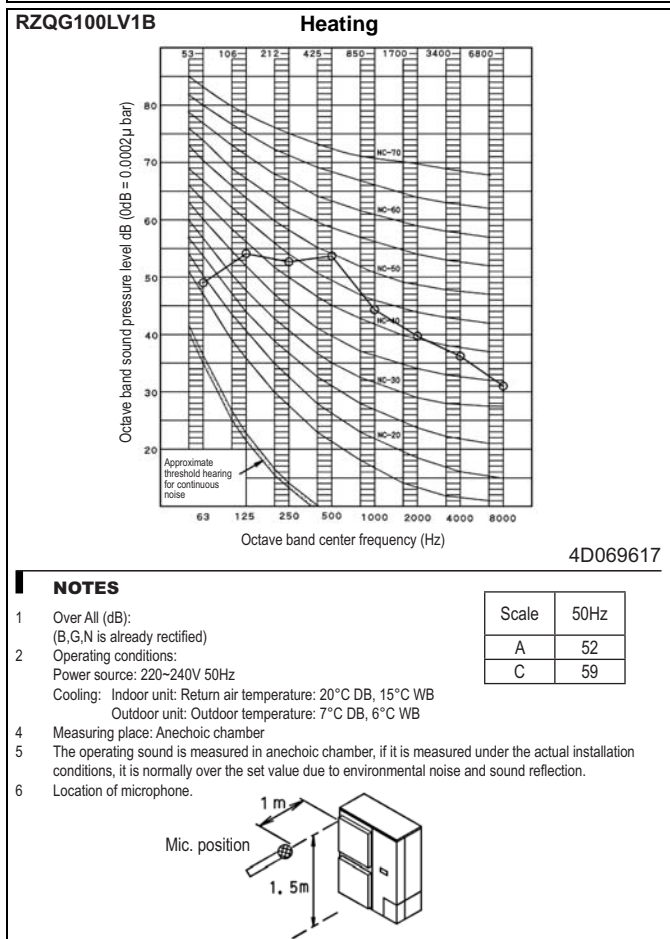 RZQG100LV1B
Heating
53 106 212 425 850 1700 3400 6800
Octave band sound pressure level dB (0dB = 0.0002µ bar)
80
70
60
50
40
30
20
NC-70
NC-60
NC-50
NC-40
NC-30
NC-20
Approximate
threshold hearing
for continuous
noise
63 125 250 500 1000 2000 4000 8000
Octave band center frequency (Hz)
4D069617
NOTES
1 Over All (dB):
(B,G,N is already rectified)
2 Operating conditions:
Power source: 220~240V 50Hz
Cooling: Indoor unit: Return air temperature: 20°C DB, 15°C WB
Outdoor unit: Outdoor temperature: 7°C DB, 6°C WB
4 Measuring place: Anechoic chamber
5 The operating sound is measured in anechoic chamber, if it is measured under the actual installation
conditions, it is normally over the set value due to environmental noise and sound reflection.
6 Location of microphone.
Scale 50Hz
A 52
C 59
1 m
Mic. position
1.5m